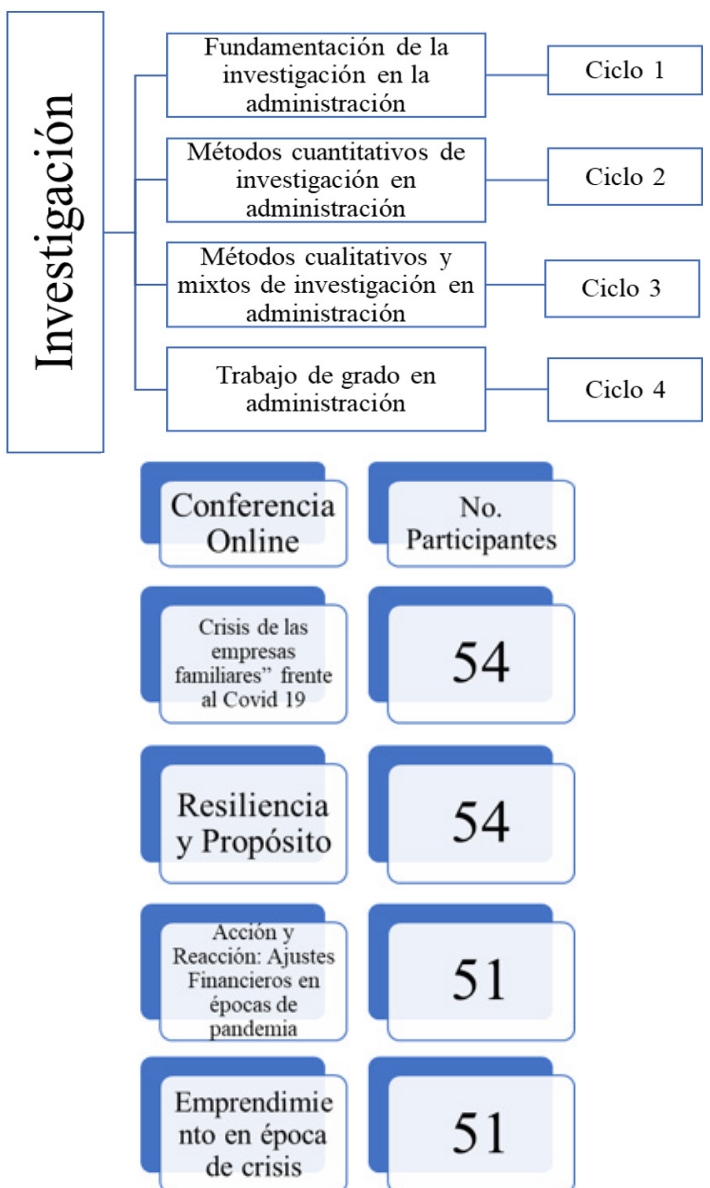 Investigación
Fundamentación de la
investigación en la
administración
Ciclo 1
Métodos cuantitativos de
investigación en
administración
Ciclo 2
Métodos cualitativos y
mixtos de investigación en
administración
Ciclo 3
Trabajo de grado en
administración
Ciclo 4
Conferencia
Online
No.
Participantes
Crisis de las
empresas
familiares” frente
al Covid 19
54
Resiliencia
y Propósito
54
Acción y
Reacción: Ajustes
Financieros en
épocas de
pandemia
51
Emprendimie
nto en época
de crisis
51